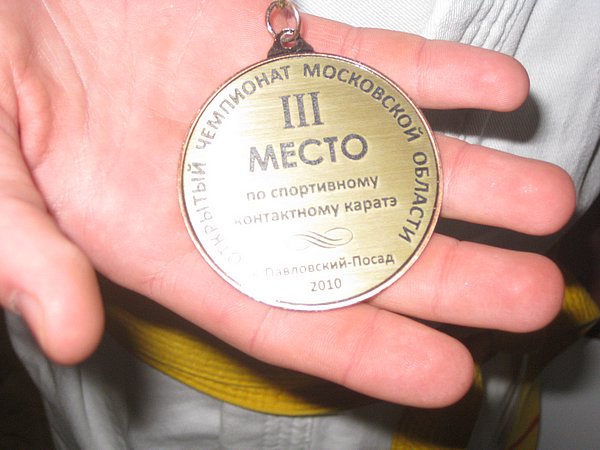 ОТКРЫТЫЙ ЧЕМПИОНАТ МОСКОВСКОЙ ОБЛАСТИ
III
МЕСТО
по спортивному
контактному каратэ
г. Павловский-Посад
2010